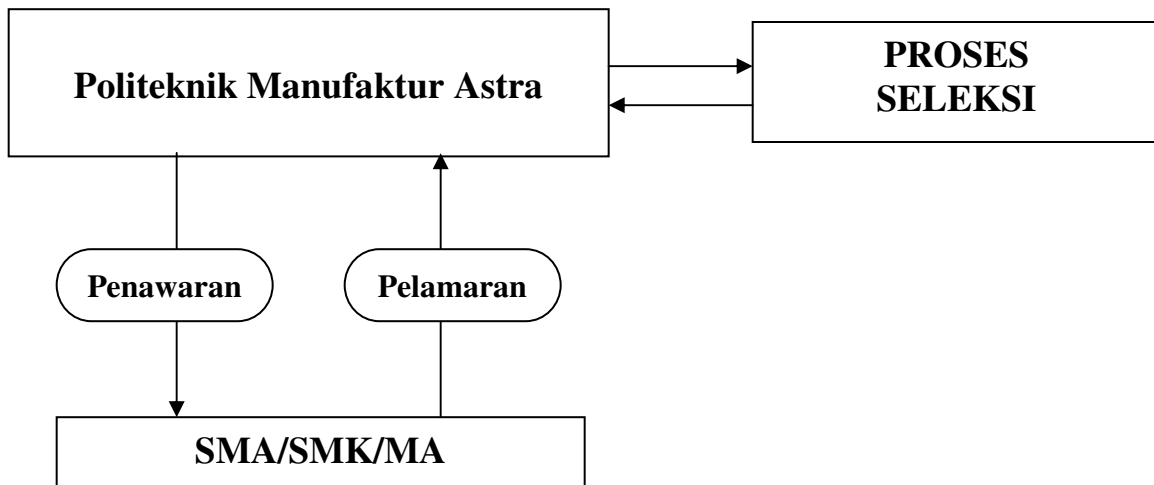 Politeknik Manufaktur Astra
PROSES
SELEKSI
Penawaran
Pelamaran
SMA/SMK/MA